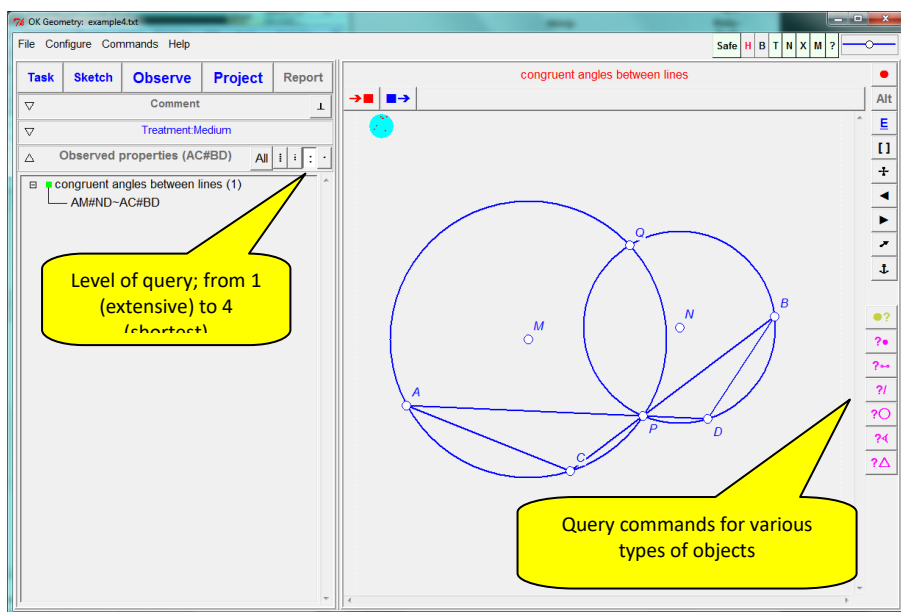 OK Geometry: example4.txt
File Configure Commands Help
Safe H B T N X M ?
Task Sketch Observe Project Report
Comment
Treatment:Medium
Observed properties (AC#BD) All
congruent angles between lines (1)
AM#ND~AC#BD
Level of query; from 1
(extensive) to 4
(shortest)
congruent angles between lines
Alt
E
[ ]
Q
B
N
M
A
P
D
C
?
?
?
?/
?
?
?
Query commands for various
types of objects